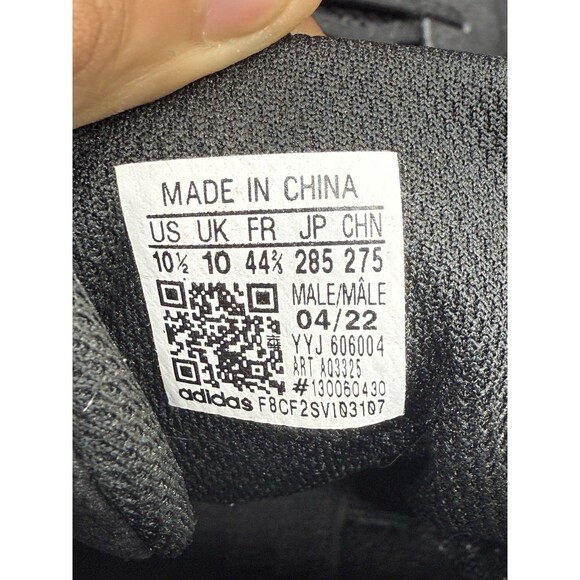 MADE IN CHINA
US UK FR JP CHN
10½ 10 44⅔ 285 275
MALE/MÂLE
04/22
YYJ 606004
ART AQ3325
#130060430
adidas F8CF2SVI03107